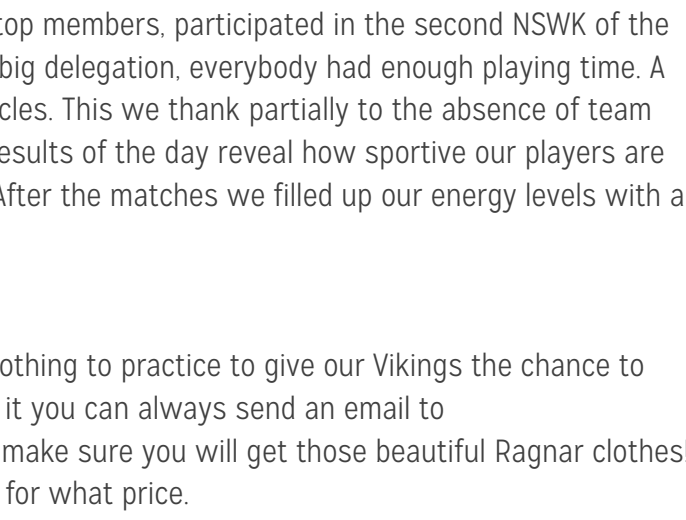 top members, participated in the second NSWK of the
big delegation, everybody had enough playing time. A
cles. This we thank partially to the absence of team
esults of the day reveal how sportive our players are
After the matches we filled up our energy levels with a
othing to practice to give our Vikings the chance to
it you can always send an email to
make sure you will get those beautiful Ragnar clothes!
for what price.